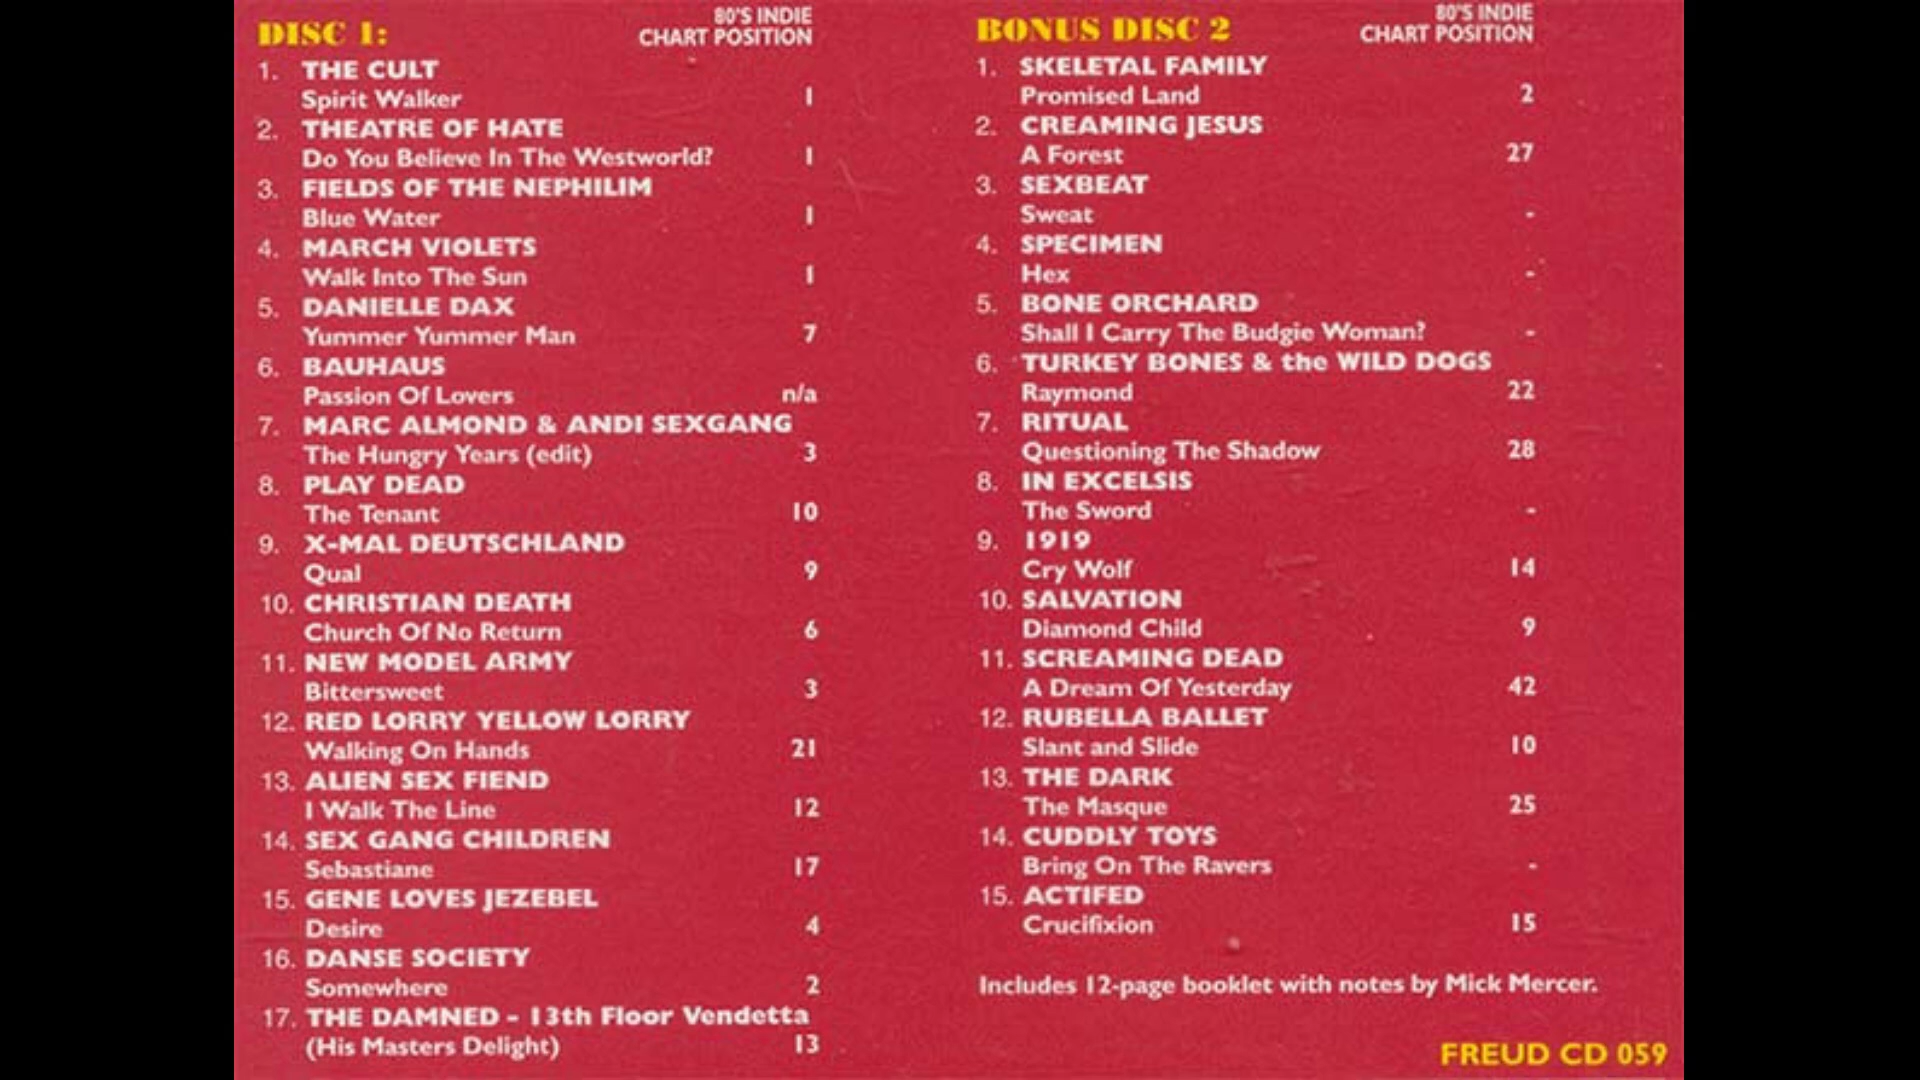 DISC 1:
80'S INDIE
CHART POSITION
1. THE CULT
Spirit Walker 1
2. THEATRE OF HATE
Do You Believe In The Westworld? 1
3. FIELDS OF THE NEPHILIM
Blue Water 1
4. MARCH VIOLETS
Walk Into The Sun 1
5. DANIELLE DAX
Yummer Yummer Man 7
6. BAUHAUS
Passion Of Lovers n/a
7. MARC ALMOND & ANDI SEXGANG
The Hungry Years (edit) 3
8. PLAY DEAD
The Tenant 10
9. X-MAL DEUTSCHLAND
Qual 9
10. CHRISTIAN DEATH
Church Of No Return 6
11. NEW MODEL ARMY
Bittersweet 3
12. RED LORRY YELLOW LORRY
Walking On Hands 21
13. ALIEN SEX FIEND
I Walk The Line 12
14. SEX GANG CHILDREN
Sebastiane 17
15. GENE LOVES JEZEBEL
Desire 4
16. DANSE SOCIETY
Somewhere 2
17. THE DAMNED - 13th Floor Vendetta
(His Masters Delight) 13
BONUS DISC 2
80'S INDIE
CHART POSITION
1. SKELETAL FAMILY
Promised Land 2
2. CREAMING JESUS
A Forest 27
3. SEXBEAT
Sweat -
4. SPECIMEN
Hex -
5. BONE ORCHARD
Shall I Carry The Budgie Woman? -
6. TURKEY BONES & the WILD DOGS
Raymond 22
7. RITUAL
Questioning The Shadow 28
8. IN EXCELSIS
The Sword -
9. 1919
Cry Wolf 14
10. SALVATION
Diamond Child 9
11. SCREAMING DEAD
A Dream Of Yesterday 42
12. RUBELLA BALLET
Slant and Slide 10
13. THE DARK
The Masque 25
14. CUDDLY TOYS
Bring On The Ravers -
15. ACTIFED
Crucifixion 15
Includes 12-page booklet with notes by Mick Mercer.
FREUD CD 059